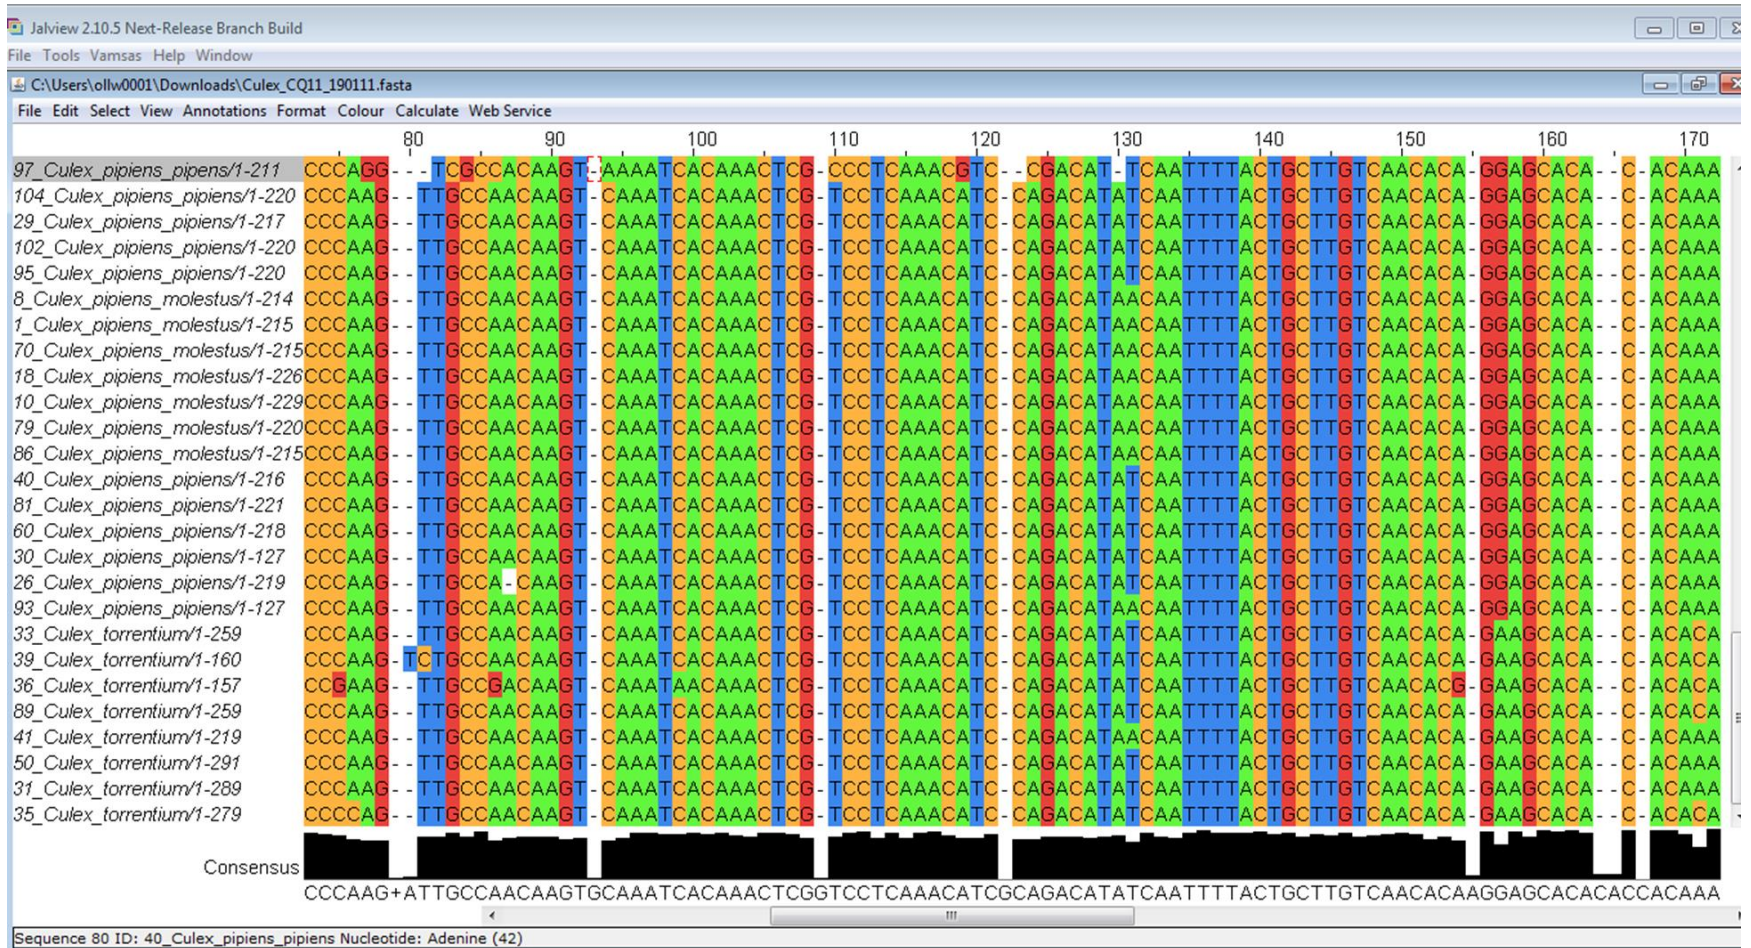 Jalview 2.10.5 Next-Release Branch Build
File Tools Vamsas Help Window
C:\Users\ollw0001\Downloads\Culex_CQ11_190111.fasta
File Edit Select View Annotations Format Colour Calculate Web Service
80 90 100 110 120 130 140 150 160 170
97_Culex_pipiens_pipens/1-211 CCCAGG---TCGCCACAAGT-AAAATCACAAACTCG-CCCTCAAACGTC--CGACAT-TCAATTTTACTGCTTGTCAACACA-GGAGCACA--C-ACAAA
104_Culex_pipiens_pipiens/1-220 CCCAAG--TTGCCAACAAGT-CAAATCACAAACTCG-TCCTCAAACATC-CAGACATATCAATTTTACTGCTTGTCAACACA-GGAGCACA--C-ACAAA
29_Culex_pipiens_pipiens/1-217 CCCAAG--TTGCCAACAAGT-CAAATCACAAACTCG-TCCTCAAACATC-CAGACATATCAATTTTACTGCTTGTCAACACA-GGAGCACA--C-ACAAA
102_Culex_pipiens_pipiens/1-220 CCCAAG--TTGCCAACAAGT-CAAATCACAAACTCG-TCCTCAAACATC-CAGACATATCAATTTTACTGCTTGTCAACACA-GGAGCACA--C-ACAAA
95_Culex_pipiens_pipiens/1-220 CCCAAG--TTGCCAACAAGT-CAAATCACAAACTCG-TCCTCAAACATC-CAGACATATCAATTTTACTGCTTGTCAACACA-GGAGCACA--C-ACAAA
8_Culex_pipiens_molestus/1-214 CCCAAG--TTGCCAACAAGT-CAAATCACAAACTCG-TCCTCAAACATC-CAGACATAACAATTTTACTGCTTGTCAACACA-GGAGCACA--C-ACAAA
1_Culex_pipiens_molestus/1-215 CCCAAG--TTGCCAACAAGT-CAAATCACAAACTCG-TCCTCAAACATC-CAGACATAACAATTTTACTGCTTGTCAACACA-GGAGCACA--C-ACAAA
70_Culex_pipiens_molestus/1-215 CCCAAG--TTGCCAACAAGT-CAAATCACAAACTCG-TCCTCAAACATC-CAGACATAACAATTTTACTGCTTGTCAACACA-GGAGCACA--C-ACAAA
18_Culex_pipiens_molestus/1-226 CCCAAG--TTGCCAACAAGT-CAAATCACAAACTCG-TCCTCAAACATC-CAGACATAACAATTTTACTGCTTGTCAACACA-GGAGCACA--C-ACAAA
10_Culex_pipiens_molestus/1-229 CCCAAG--TTGCCAACAAGT-CAAATCACAAACTCG-TCCTCAAACATC-CAGACATAACAATTTTACTGCTTGTCAACACA-GGAGCACA--C-ACAAA
79_Culex_pipiens_molestus/1-220 CCCAAG--TTGCCAACAAGT-CAAATCACAAACTCG-TCCTCAAACATC-CAGACATAACAATTTTACTGCTTGTCAACACA-GGAGCACA--C-ACAAA
86_Culex_pipiens_molestus/1-215 CCCAAG--TTGCCAACAAGT-CAAATCACAAACTCG-TCCTCAAACATC-CAGACATAACAATTTTACTGCTTGTCAACACA-GGAGCACA--C-ACAAA
40_Culex_pipiens_pipiens/1-216 CCCAAG--TTGCCAACAAGT-CAAATCACAAACTCG-TCCTCAAACATC-CAGACATATCAATTTTACTGCTTGTCAACACA-GGAGCACA--C-ACAAA
81_Culex_pipiens_pipiens/1-221 CCCAAG--TTGCCAACAAGT-CAAATCACAAACTCG-TCCTCAAACATC-CAGACATATCAATTTTACTGCTTGTCAACACA-GGAGCACA--C-ACAAA
60_Culex_pipiens_pipiens/1-218 CCCAAG--TTGCCAACAAGT-CAAATCACAAACTCG-TCCTCAAACATC-CAGACATATCAATTTTACTGCTTGTCAACACA-GGAGCACA--C-ACAAA
30_Culex_pipiens_pipiens/1-127 CCCAAG--TTGCCAACAAGT-CAAATCACAAACTCG-TCCTCAAACATC-CAGACATATCAATTTTACTGCTTGTCAACACA-GGAGCACA--C-ACAAA
26_Culex_pipiens_pipiens/1-219 CCCAAG--TTGCCA-CAAGT-CAAATCACAAACTCG-TCCTCAAACATC-CAGACATATCAATTTTACTGCTTGTCAACACA-GGAGCACA--C-ACAAA
93_Culex_pipiens_pipiens/1-127 CCCAAG--TTGCCAACAAGT-CAAATCACAAACTCG-TCCTCAAACATC-CAGACATAACAATTTTACTGCTTGTCAACACA-GGAGCACA--C-ACAAA
33_Culex_torrentium/1-259 CCCAAG--TTGCCAACAAGT-CAAATCACAAACTCG-TCCTCAAACATC-CAGACATATCAATTTTACTGCTTGTCAACACA-GAAGCACA--C-ACACA
39_Culex_torrentium/1-160 CCCAAG-TCTGCCAACAAGT-CAAATCACAAACTCG-TCCTCAAACATC-CAGACATATCAATTTTACTGCTTGTCAACACA-GAAGCACA--C-ACACA
36_Culex_torrentium/1-157 CCGAAG--TTGCCGACAAGT-CAAATAACAAACTCG-TCCTCAAACATC-CAGACATATCAATTTTACTGCTTGTCAACACG-GAAGCACA--C-ACACA
89_Culex_torrentium/1-259 CCCAAG--TTGCCAACAAGT-CAAATCACAAACTCG-TCCTCAAACATC-CAGACATATCAATTTTACTGCTTGTCAACACA-GAAGCACA--C-ACACA
41_Culex_torrentium/1-219 CCCAAG--TTGCCAACAAGT-CAAATCACAAACTCG-TCCTCAAACATC-CAGACATAACAATTTTACTGCTTGTCAACACA-GAAGCACA--C-ACAAA
50_Culex_torrentium/1-291 CCCAAG--TTGCCAACAAGT-CAAATCACAAACTCG-TCCTCAAACATC-CAGACATATCAATTTTACTGCTTGTCAACACA-GAAGCACA--C-ACAAA
31_Culex_torrentium/1-289 CCCAAG--TTGCCAACAAGT-CAAATCACAAACTCG-TCCTCAAACATC-CAGACATATCAATTTTACTGCTTGTCAACACA-GAAGCACA--C-ACAAA
35_Culex_torrentium/1-279 CCCCAG--TTGCCAACAAGT-CAAATCACAAACTCG-TCCTCAAACATC-CAGACATATCAATTTTACTGCTTGTCAACACA-GAAGCACA--C-ACACA
Consensus
CCCAAG+ATTGCCAACAAGTGCAAATCACAAACTCGGTCCTCAAACATCGCAGACATATCAATTTTACTGCTTGTCAACACAAGGAGCACACACCACAAA
Sequence 80 ID: 40_Culex_pipiens_pipiens Nucleotide: Adenine (42)